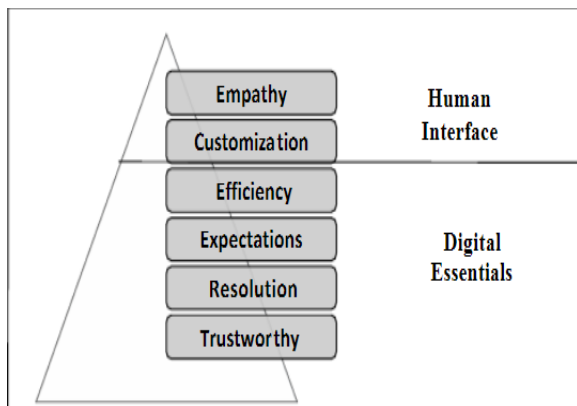 Empathy
Customization
Efficiency
Expectations
Resolution
Trustworthy
Human
Interface
Digital
Essentials